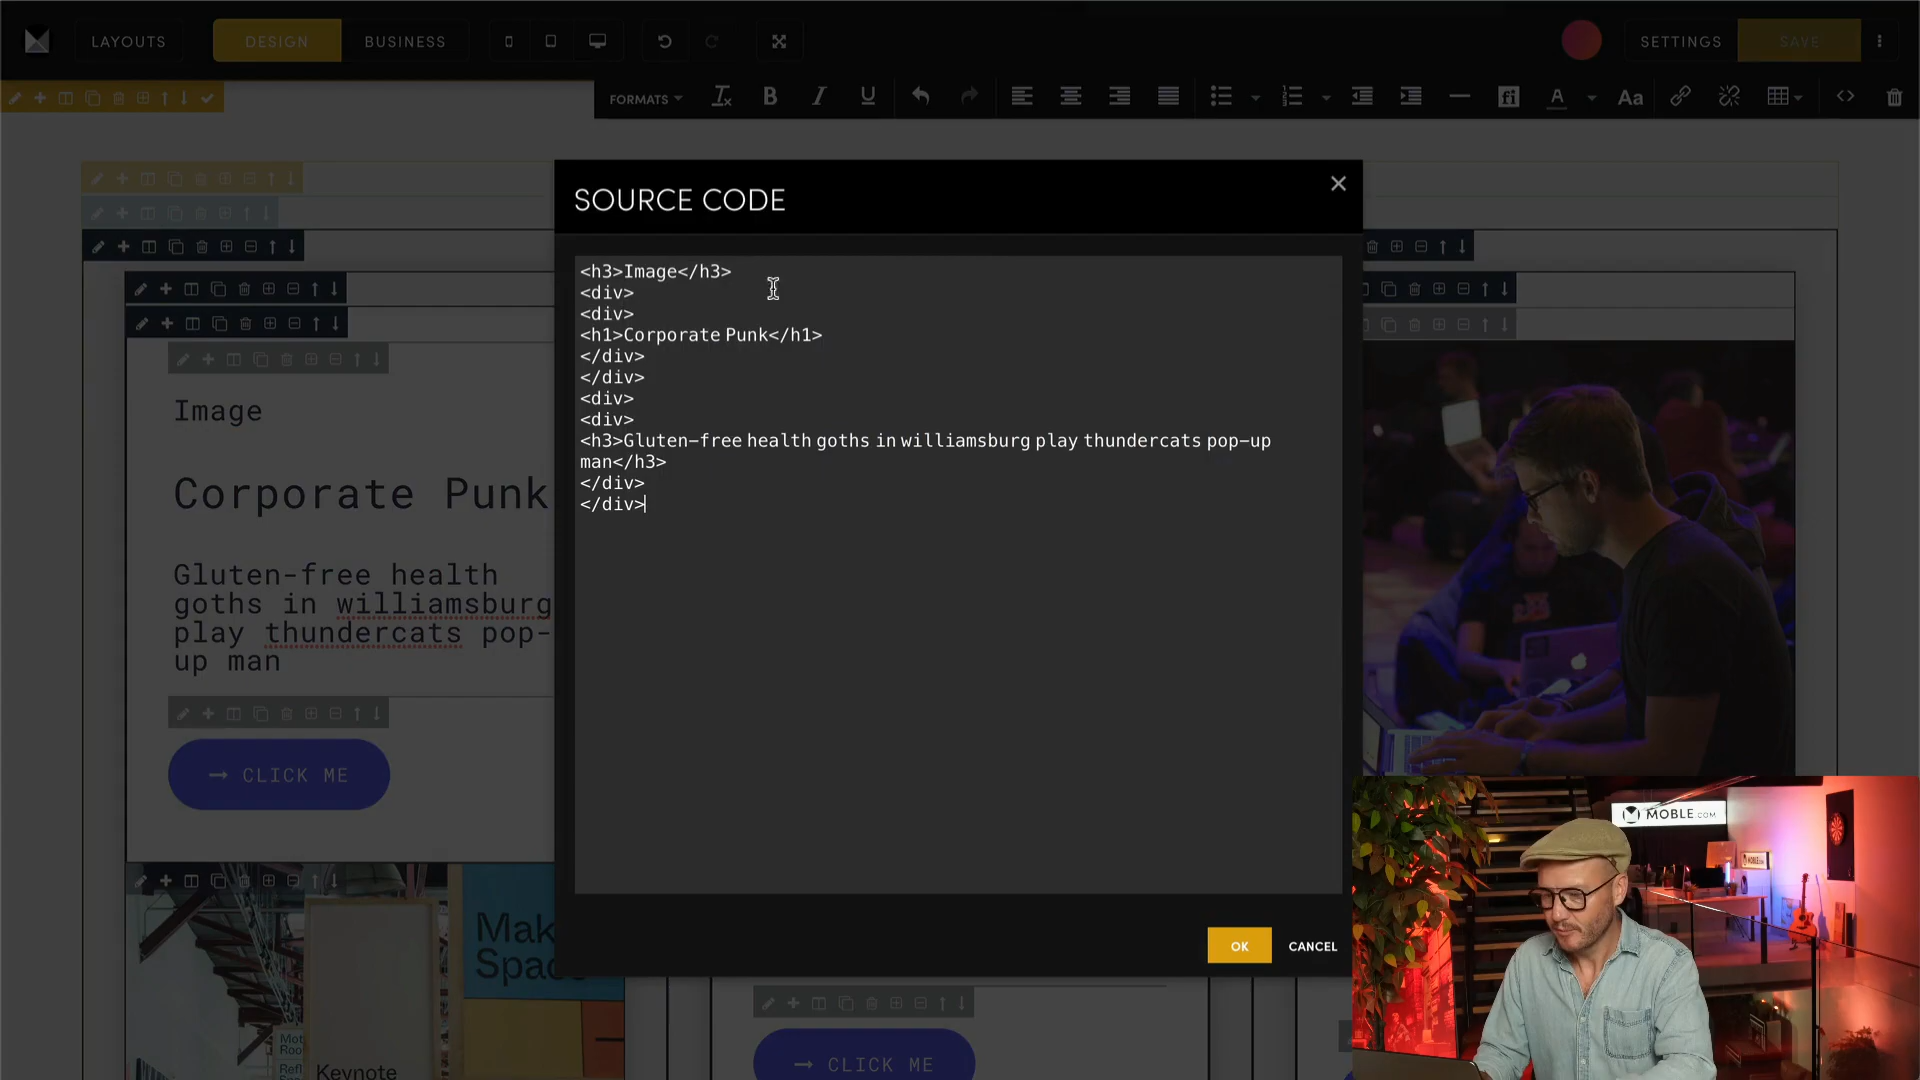 LAYOUTS
DESIGN
BUSINESS
SETTINGS
SAVE
FORMATS
B
I
U
fi
A
Aa
SOURCE CODE
<h3>Image</h3>
<div>
<div>
<h1>Corporate Punk</h1>
</div>
</div>
<div>
<div>
<h3>Gluten-free health goths in williamsburg play thundercats pop-up
man</h3>
</div>
</div>
OK
CANCEL
Image
Corporate Punk
Gluten-free health
goths in williamsburg
play thundercats pop-
up man
→ CLICK ME
Mak
Spac
Keynote
→ CLICK ME
MOBLE.COM